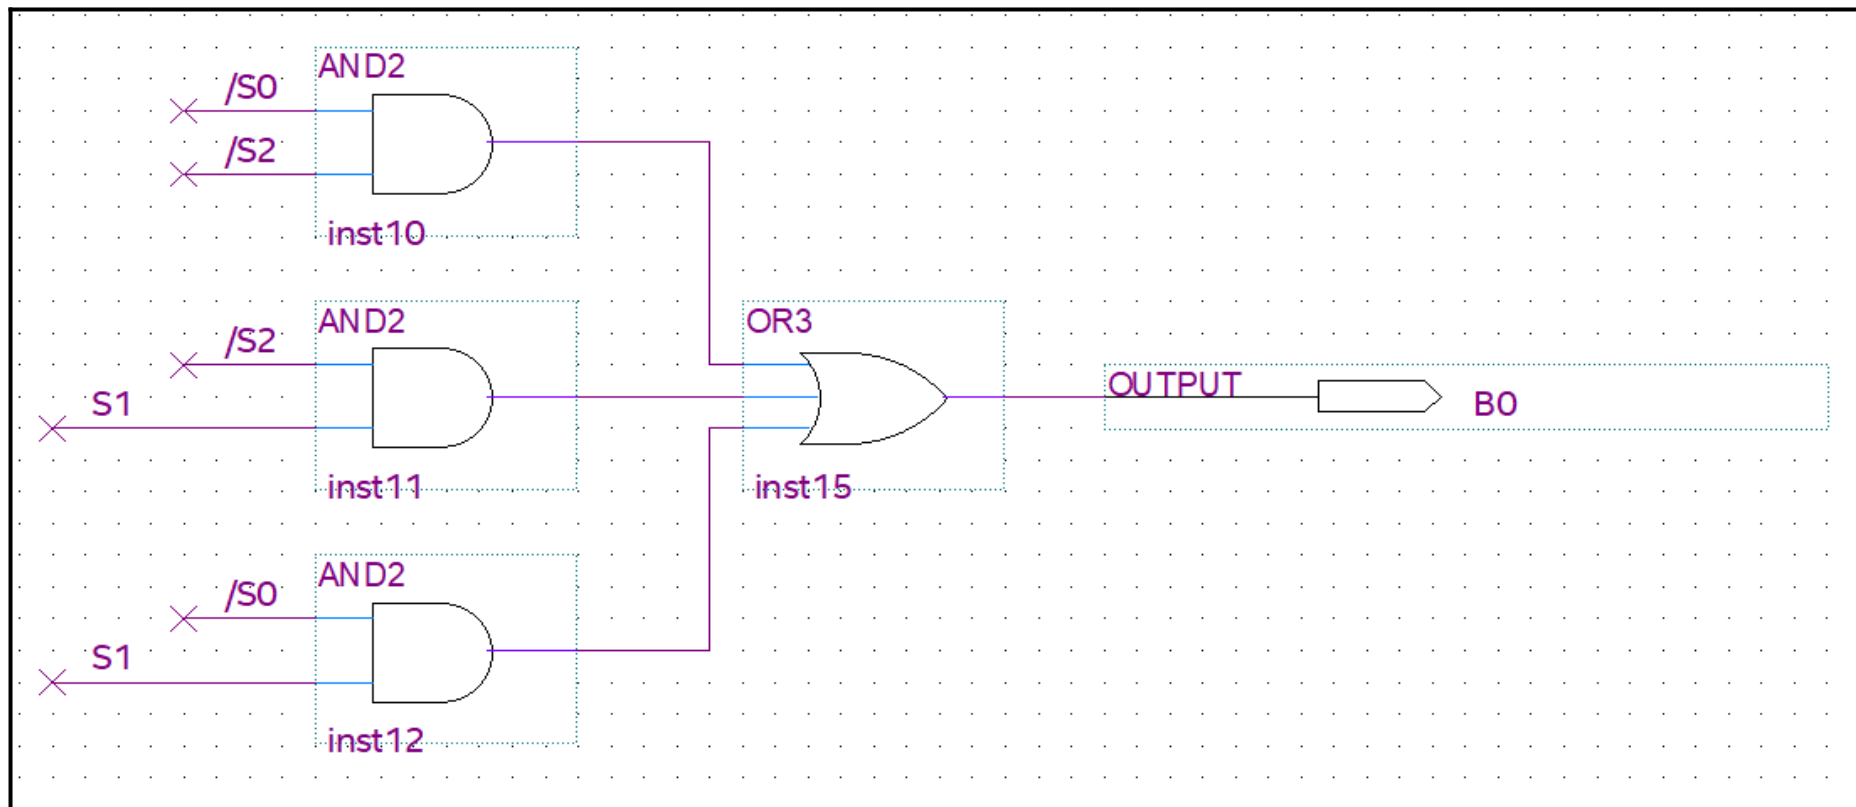 AND2
/S0
/S2
inst10
AND2
/S2
S1
inst11
OR3
inst15
OUTPUT
B0
AND2
/S0
S1
inst12